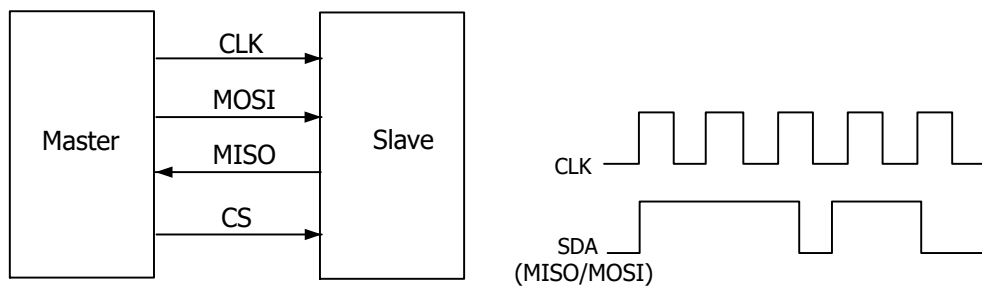 Master
CLK
MOSI
MISO
CS
Slave
CLK
SDA
(MISO/MOSI)